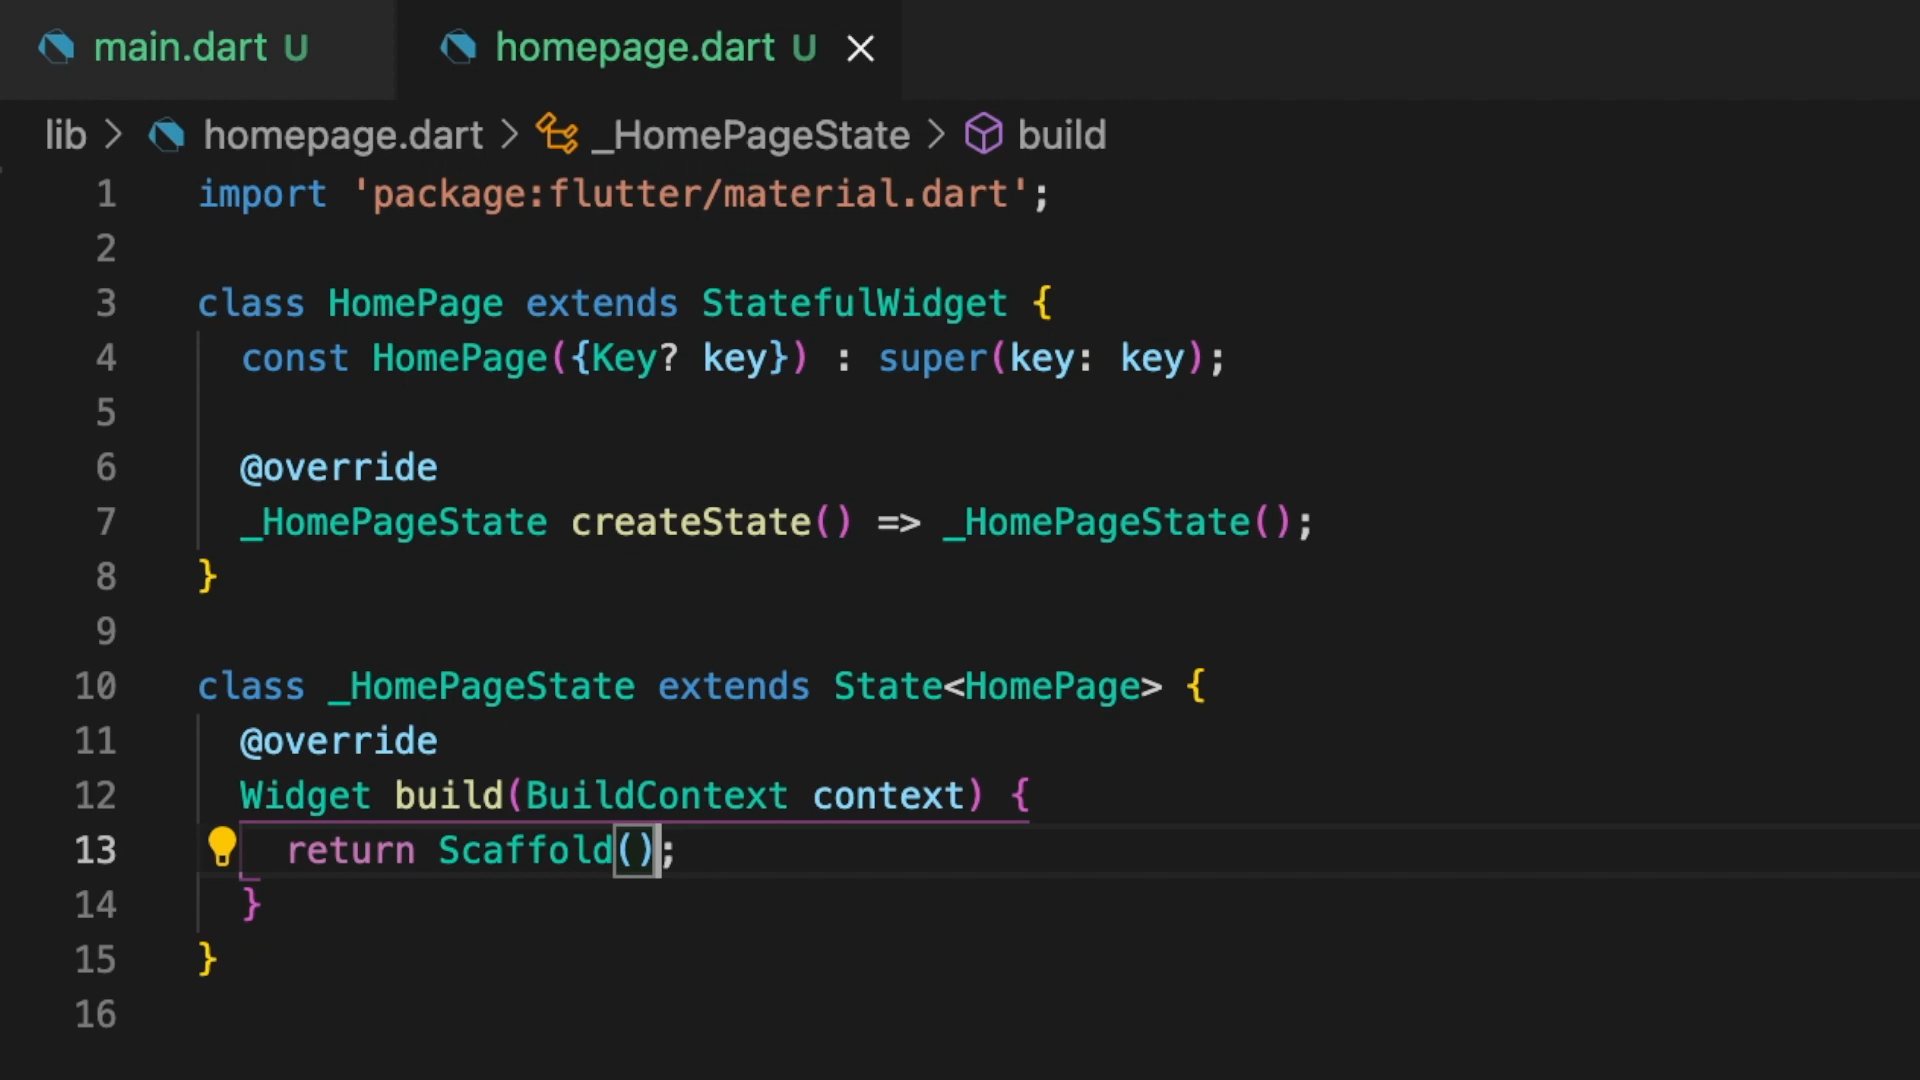 main.dart U homepage.dart U
lib > homepage.dart > _HomePageState > build
1 import 'package:flutter/material.dart';
2
3 class HomePage extends StatefulWidget {
4 const HomePage({Key? key}) : super(key: key);
5
6 @override
7 _HomePageState createState() => _HomePageState();
8 }
9
10 class _HomePageState extends State<HomePage> {
11 @override
12 Widget build(BuildContext context) {
13 return Scaffold();
14 }
15 }
16